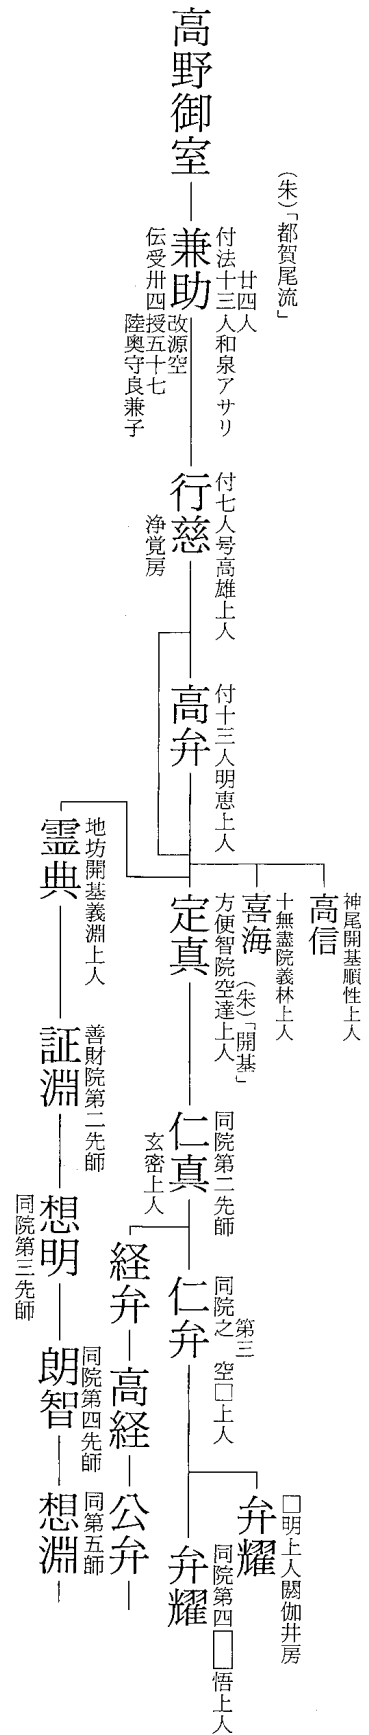 (朱)「都賀尾流」
高野御室
廿四人
付法十三人和泉アサリ
兼助
改源空
伝受卅四授五十七
陸奥守良兼子
付七人号高雄上人
行慈
浄覚房
付十三人明恵上人
高弁
神尾開基順性上人
高信
十無盡院義林上人
喜海
(朱)「開基」
方便智院空達上人
定真
地坊開基義淵上人
霊典
同院第二先師
仁真
玄密上人
善財院第二先師
証淵
第三
同院之 空□上人
仁弁
経弁
高経
公弁
想明
同院第三先師
同院第四先師
朗智
同第五師
想淵
□明上人閼伽井房
弁耀
同院第四□悟上人
弁耀